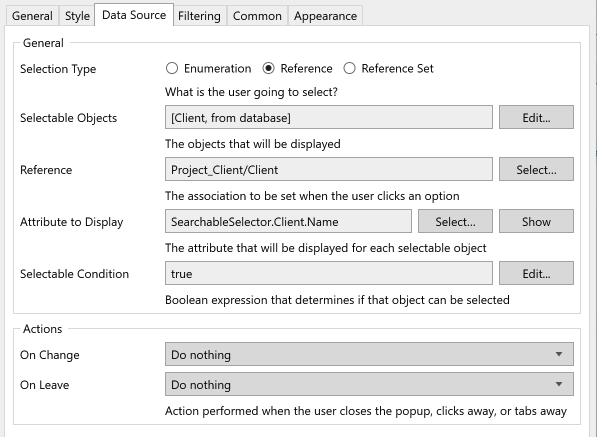 General Style Data Source Filtering Common Appearance
General
Selection Type Enumeration Reference Reference Set
What is the user going to select?
Selectable Objects [Client, from database] Edit...
The objects that will be displayed
Reference Project_Client/Client Select...
The association to be set when the user clicks an option
Attribute to Display SearchableSelector.Client.Name Select... Show
The attribute that will be displayed for each selectable object
Selectable Condition true Edit...
Boolean expression that determines if that object can be selected
Actions
On Change Do nothing
On Leave Do nothing
Action performed when the user closes the popup, clicks away, or tabs away